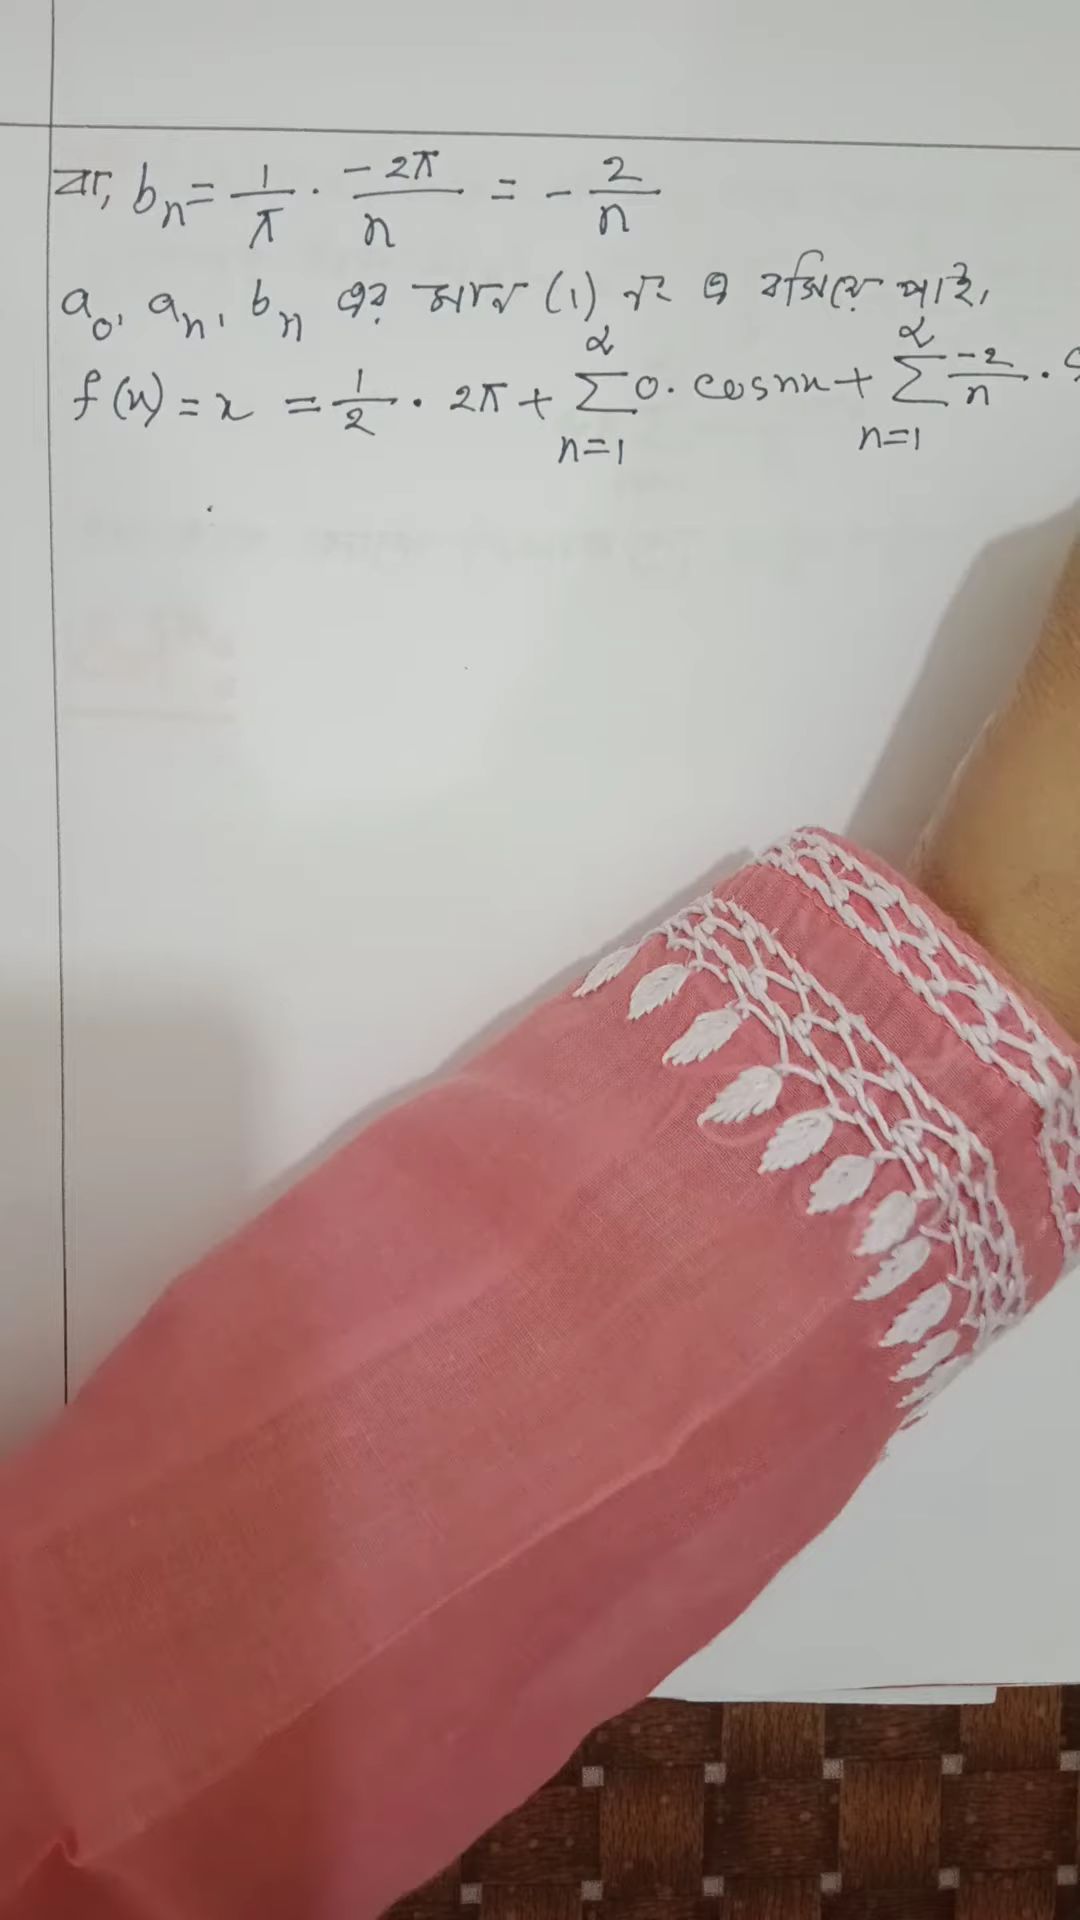 বা, bₙ = 1/π · -2π/n = - 2/n
a₀, aₙ, bₙ এর মান (1) নং এ বসিয়ে পাই,
f(x) = x = 1/2 · 2π + ∑_{n=1}^{α} 0. cosnx + ∑_{n=1}^{α} -2/n .